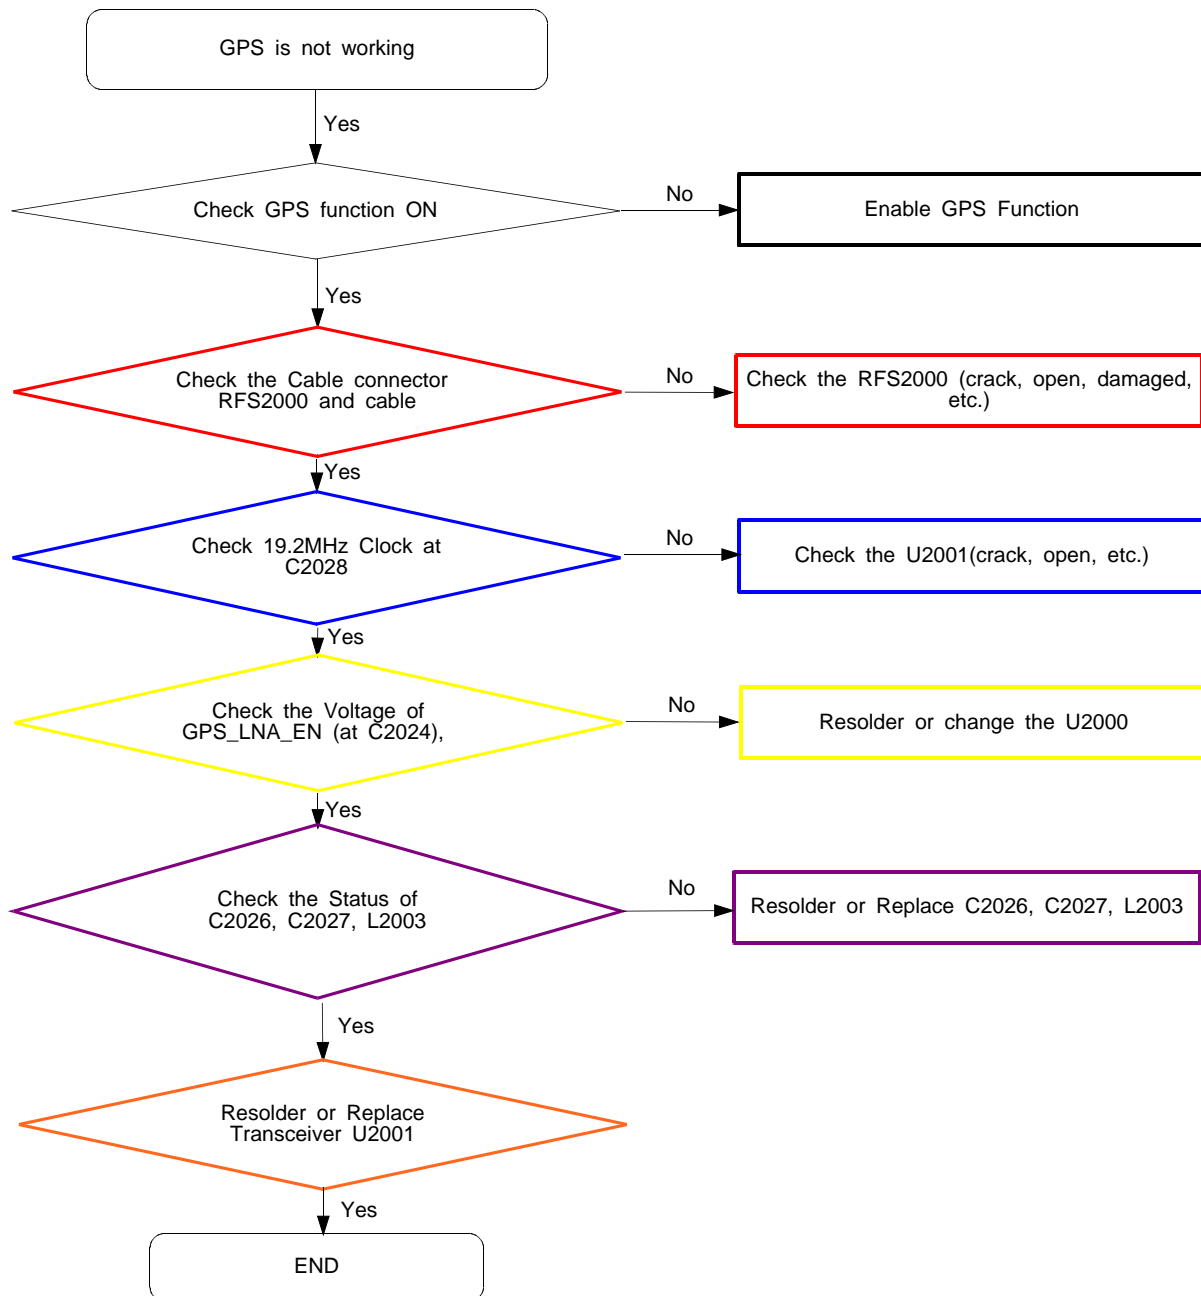 GPS is not working
Yes
Check GPS function ON
No
Enable GPS Function
Yes
Check the Cable connector
RFS2000 and cable
No
Check the RFS2000 (crack, open, damaged,
etc.)
Yes
Check 19.2MHz Clock at
C2028
No
Check the U2001(crack, open, etc.)
Yes
Check the Voltage of
GPS_LNA_EN (at C2024),
No
Resolder or change the U2000
Yes
Check the Status of
C2026, C2027, L2003
No
Resolder or Replace C2026, C2027, L2003
Yes
Resolder or Replace
Transceiver U2001
Yes
END